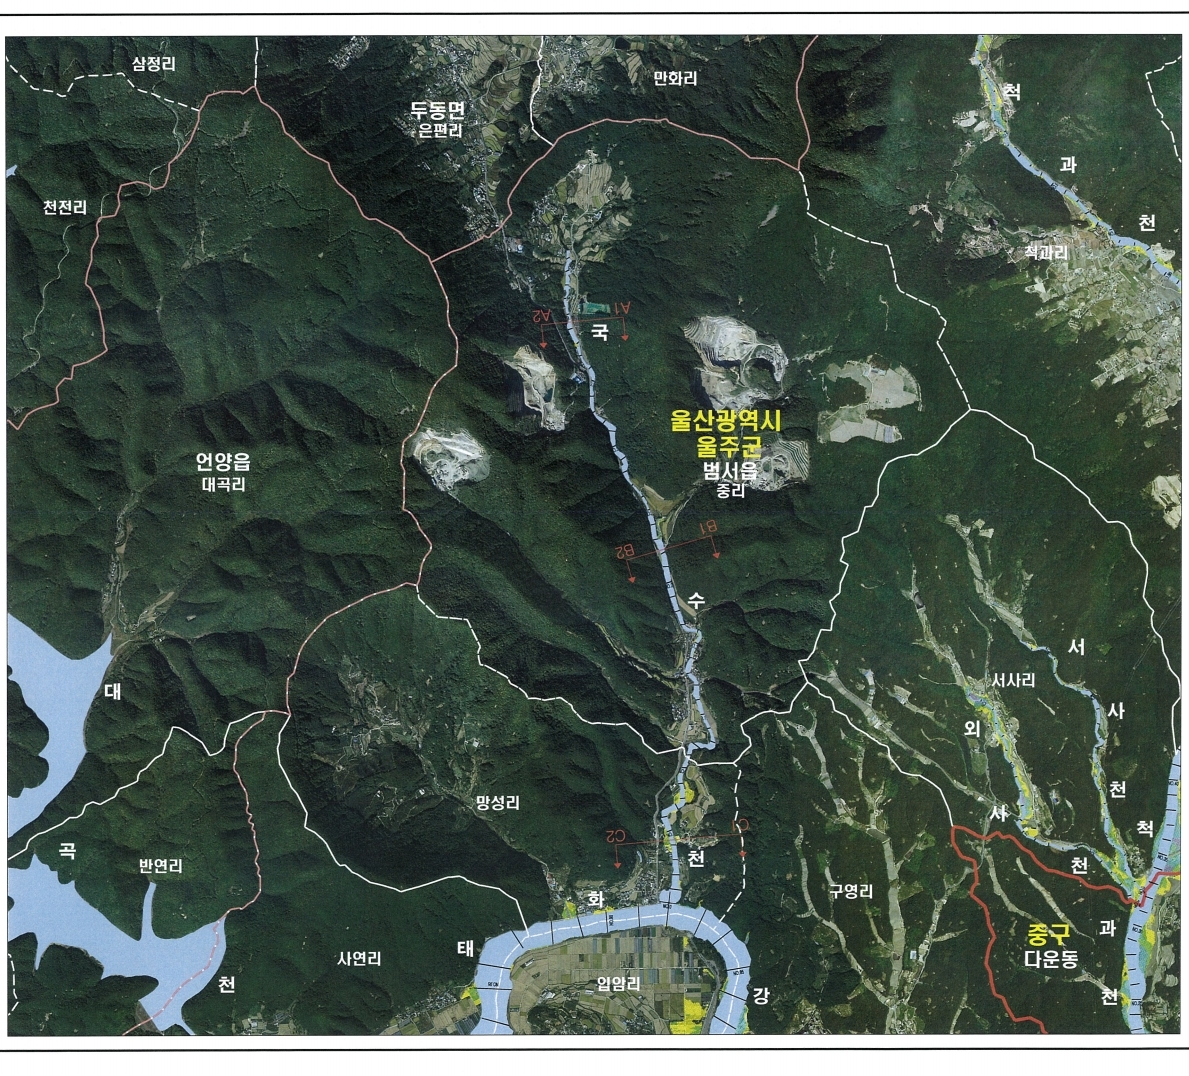 삼정리
만화리
두동면
은편리
척
과
천
천전리
척과리
A2
A1
국
울산광역시
울주군
범서읍
중리
언양읍
대곡리
B2
B1
수
서
서사리
대
사
외
망성리
천
사
척
C2
C1
천
곡
반연리
천
화
구영리
과
중구
다운동
태
사연리
입암리
강
천
천